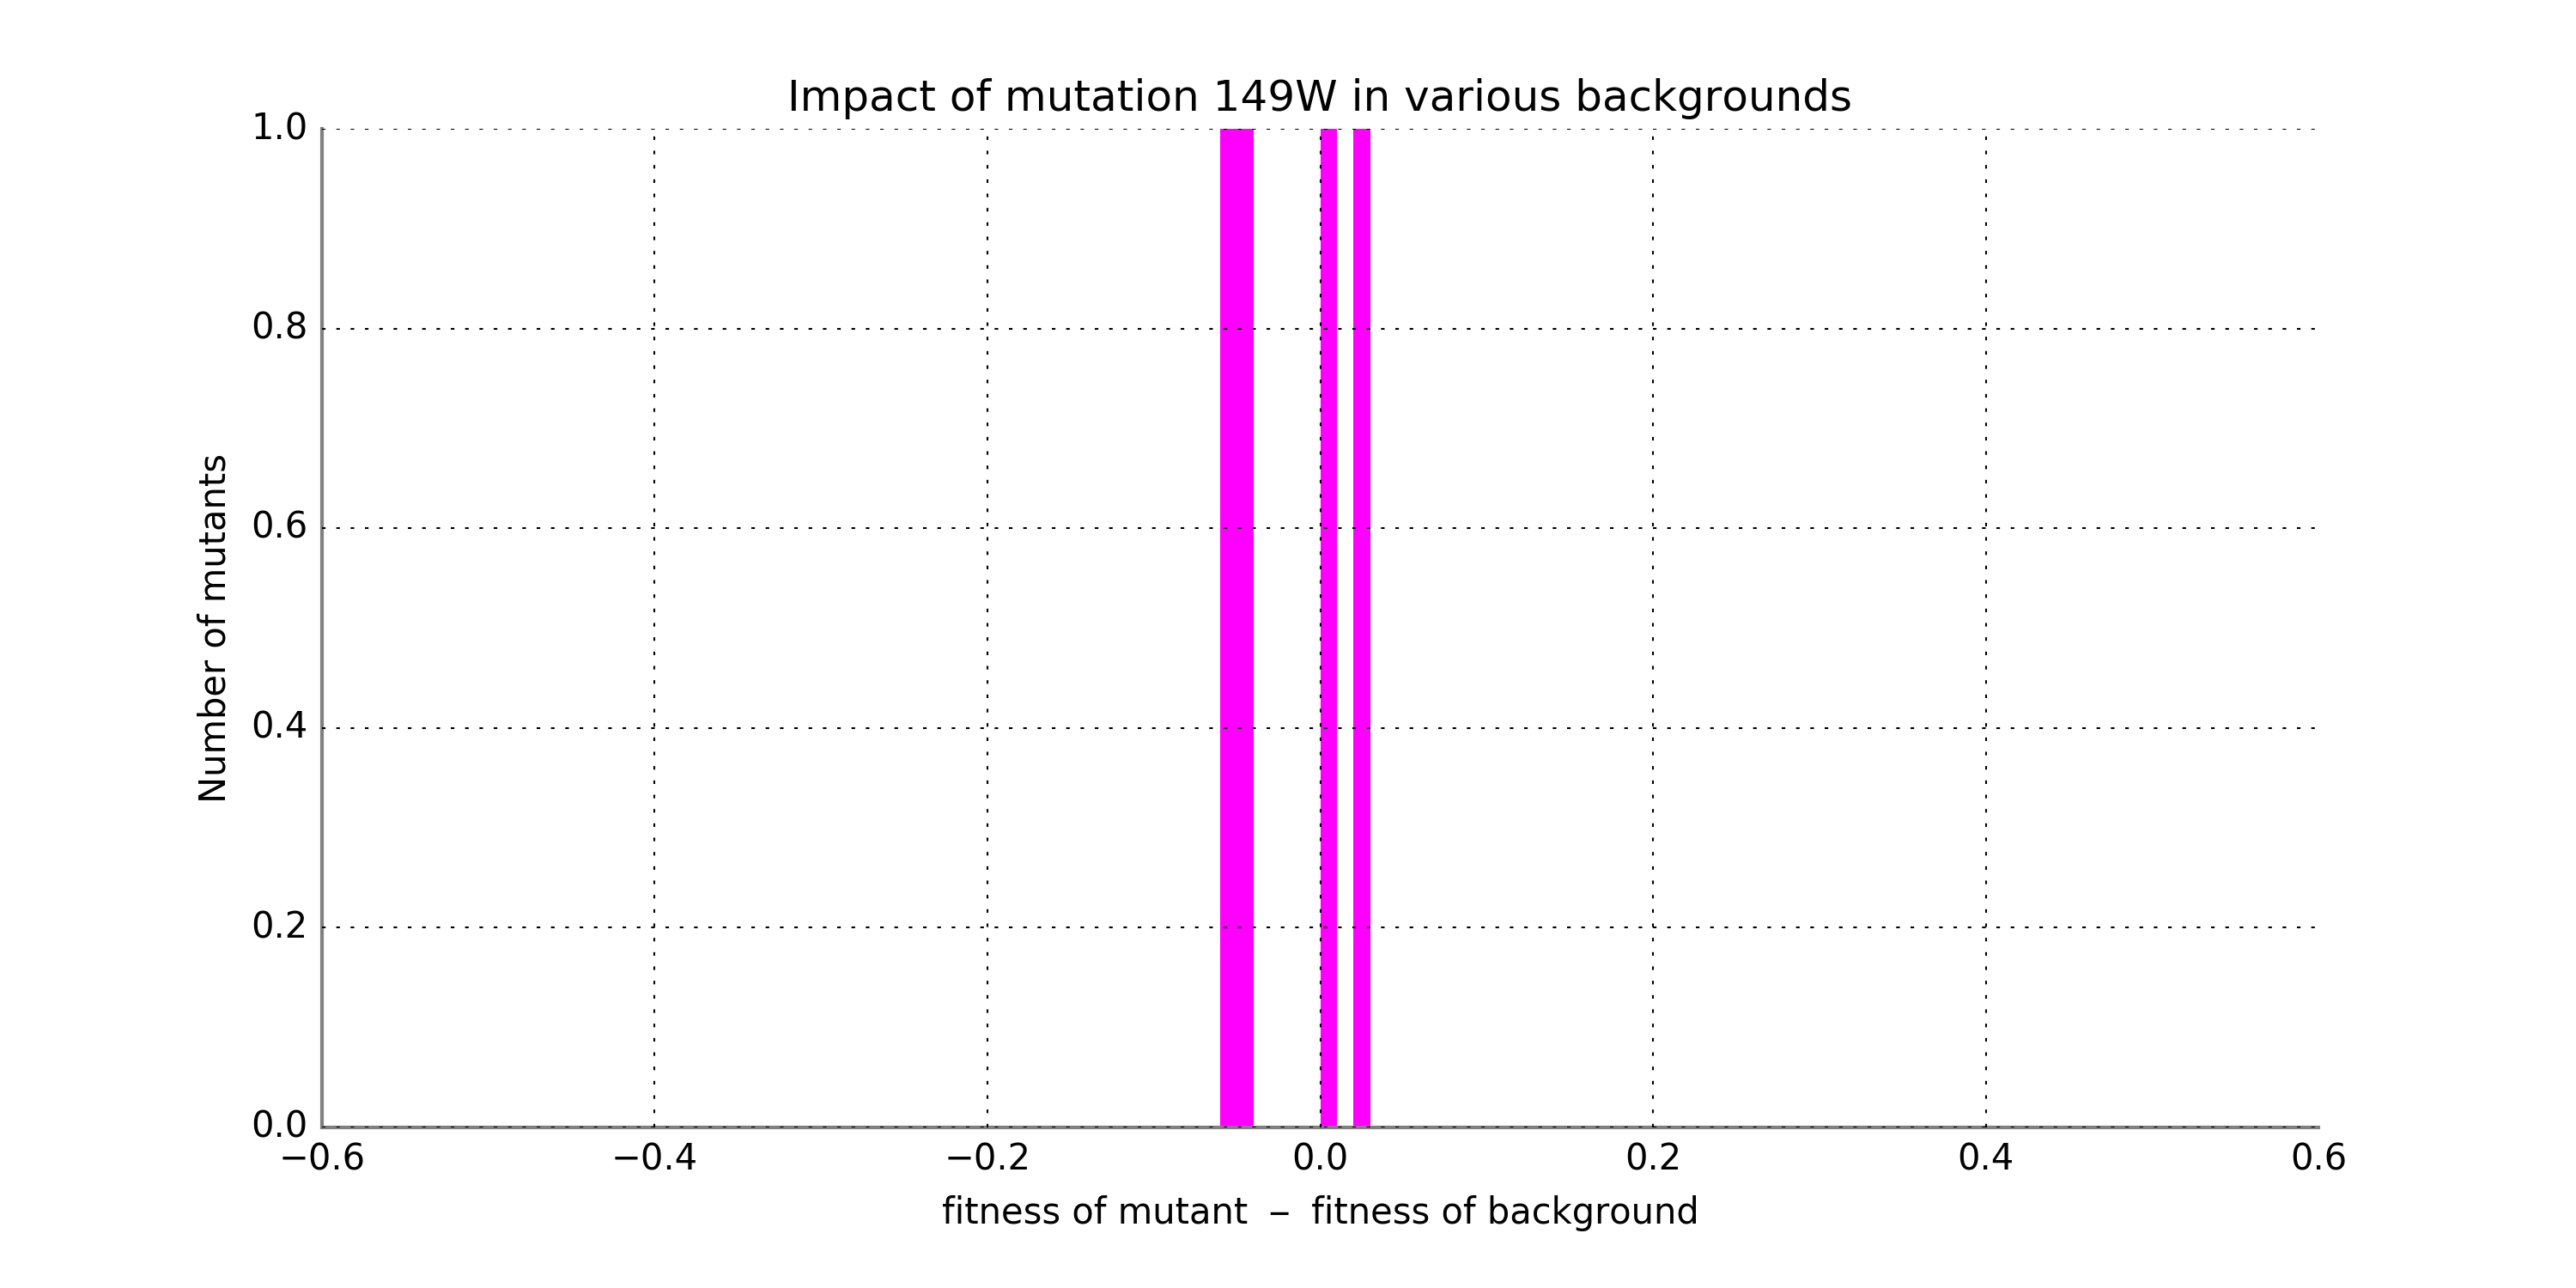 Impact of mutation 149W in various backgrounds
1.0
0.8
0.6
0.4
0.2
0.0
Number of mutants
−0.6 −0.4 −0.2 0.0 0.2 0.4 0.6
fitness of mutant − fitness of background